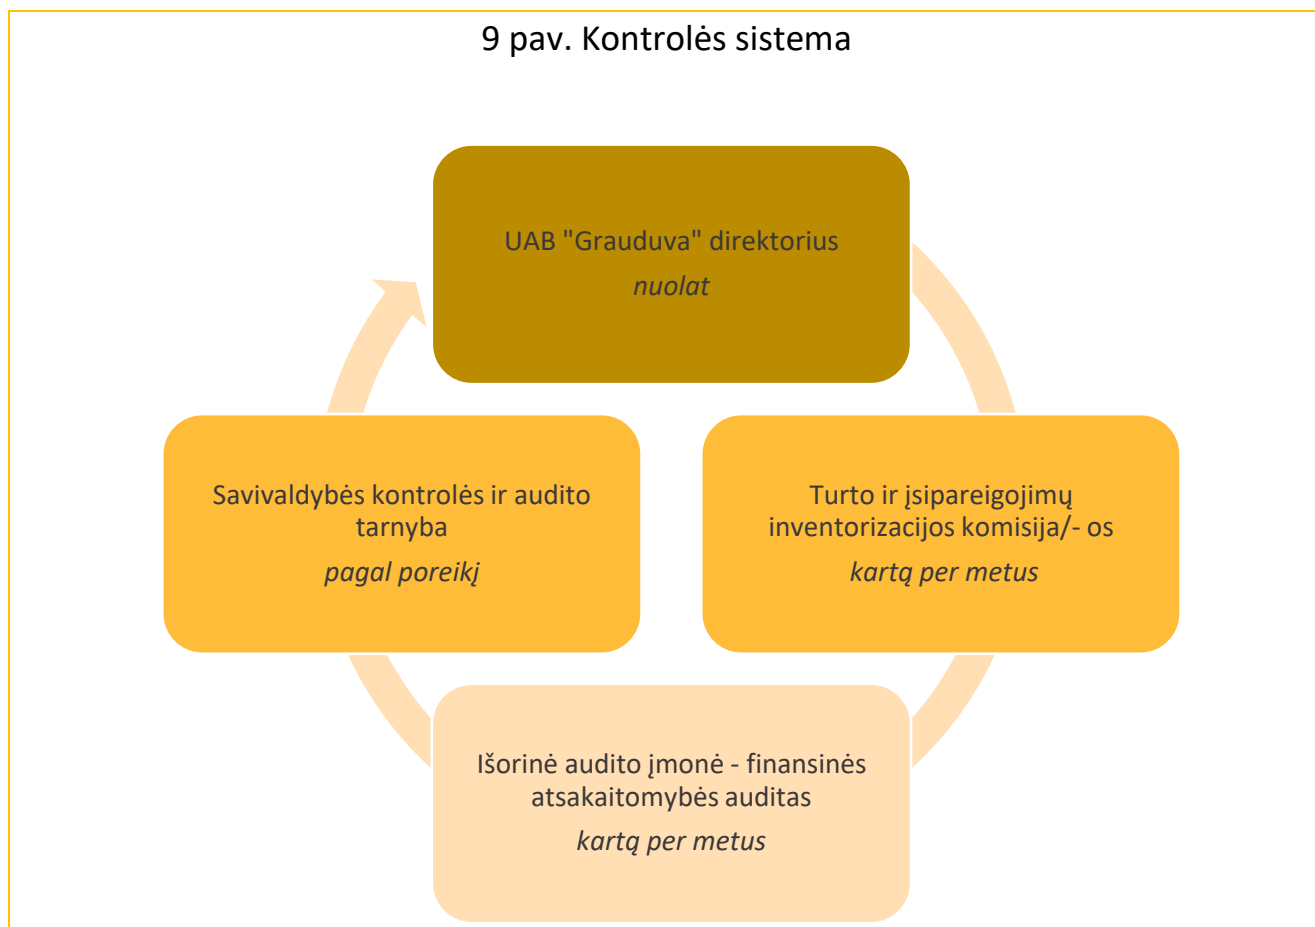 9 pav. Kontrolės sistema
UAB "Grauduva" direktorius
nuolat
Savivaldybės kontrolės ir audito
tarnyba
pagal poreikį
Turto ir įsipareigojimų
inventorizacijos komisija/- os
kartą per metus
Išorinė audito įmonė - finansinės
atsakaitomybės auditas
kartą per metus